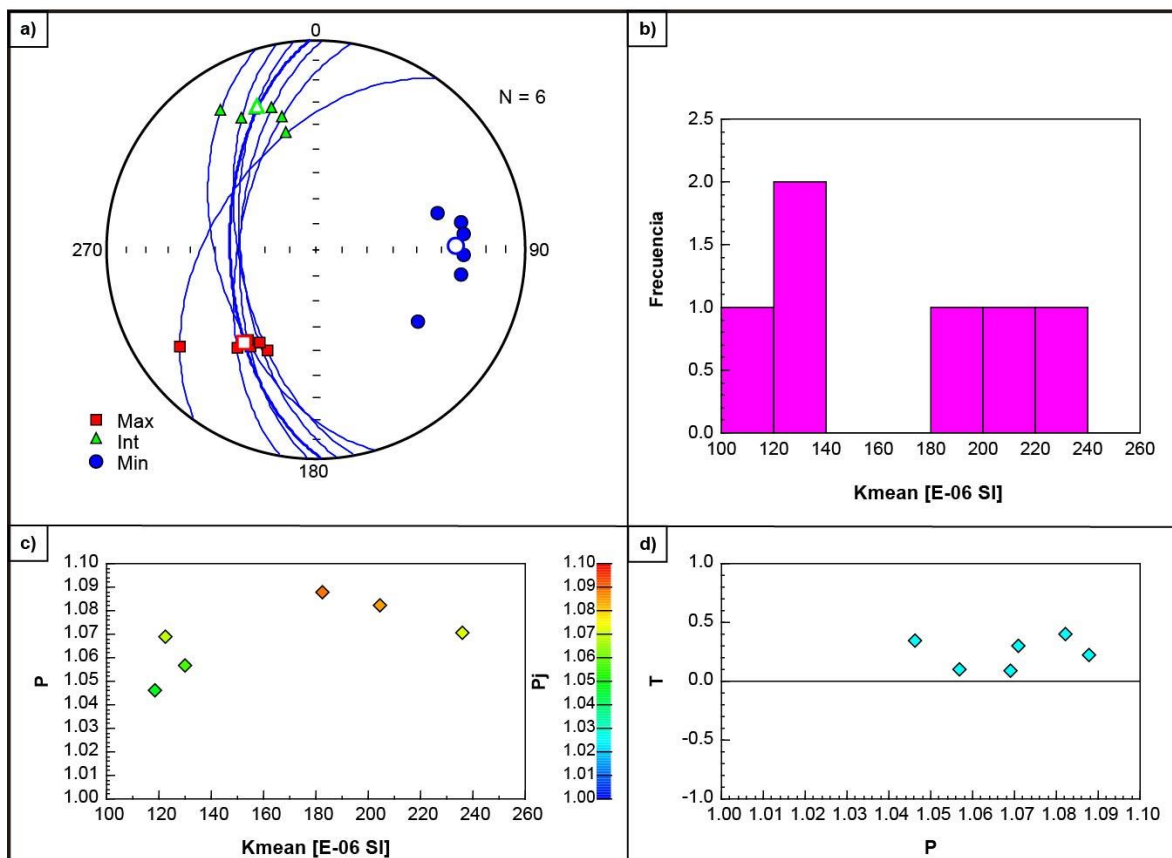 a)
0
N = 6
270
90
180
Max
Int
Min
b)
2.5
2.0
1.5
1.0
0.5
0.0
Frecuencia
100 120 140 160 180 200 220 240 260
Kmean [E-06 SI]
c)
1.10
1.09
1.08
1.07
1.06
1.05
1.04
1.03
1.02
1.01
1.00
P
100 120 140 160 180 200 220 240 260
Kmean [E-06 SI]
Pj
1.10
1.09
1.08
1.07
1.06
1.05
1.04
1.03
1.02
1.01
1.00
d)
1.0
0.5
0.0
-0.5
-1.0
T
1.00 1.01 1.02 1.03 1.04 1.05 1.06 1.07 1.08 1.09 1.10
P